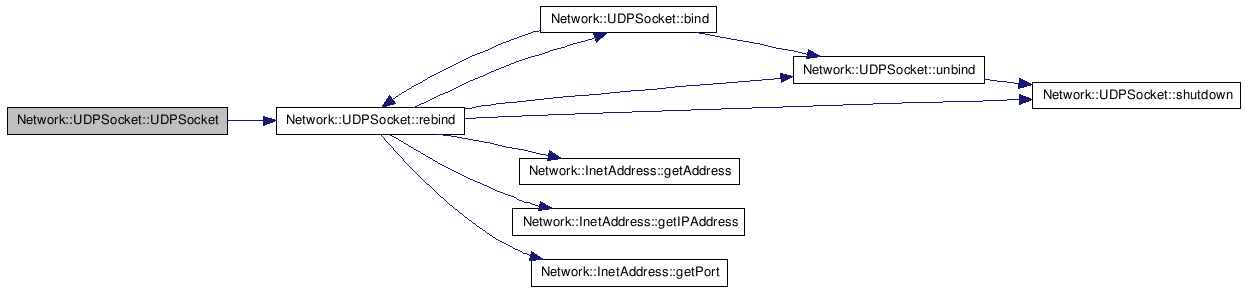 Network::UDPSocket::bind
Network::UDPSocket::unbind
Network::UDPSocket::shutdown
Network::UDPSocket::UDPSocket
Network::UDPSocket::rebind
Network::InetAddress::getAddress
Network::InetAddress::getIPAddress
Network::InetAddress::getPort